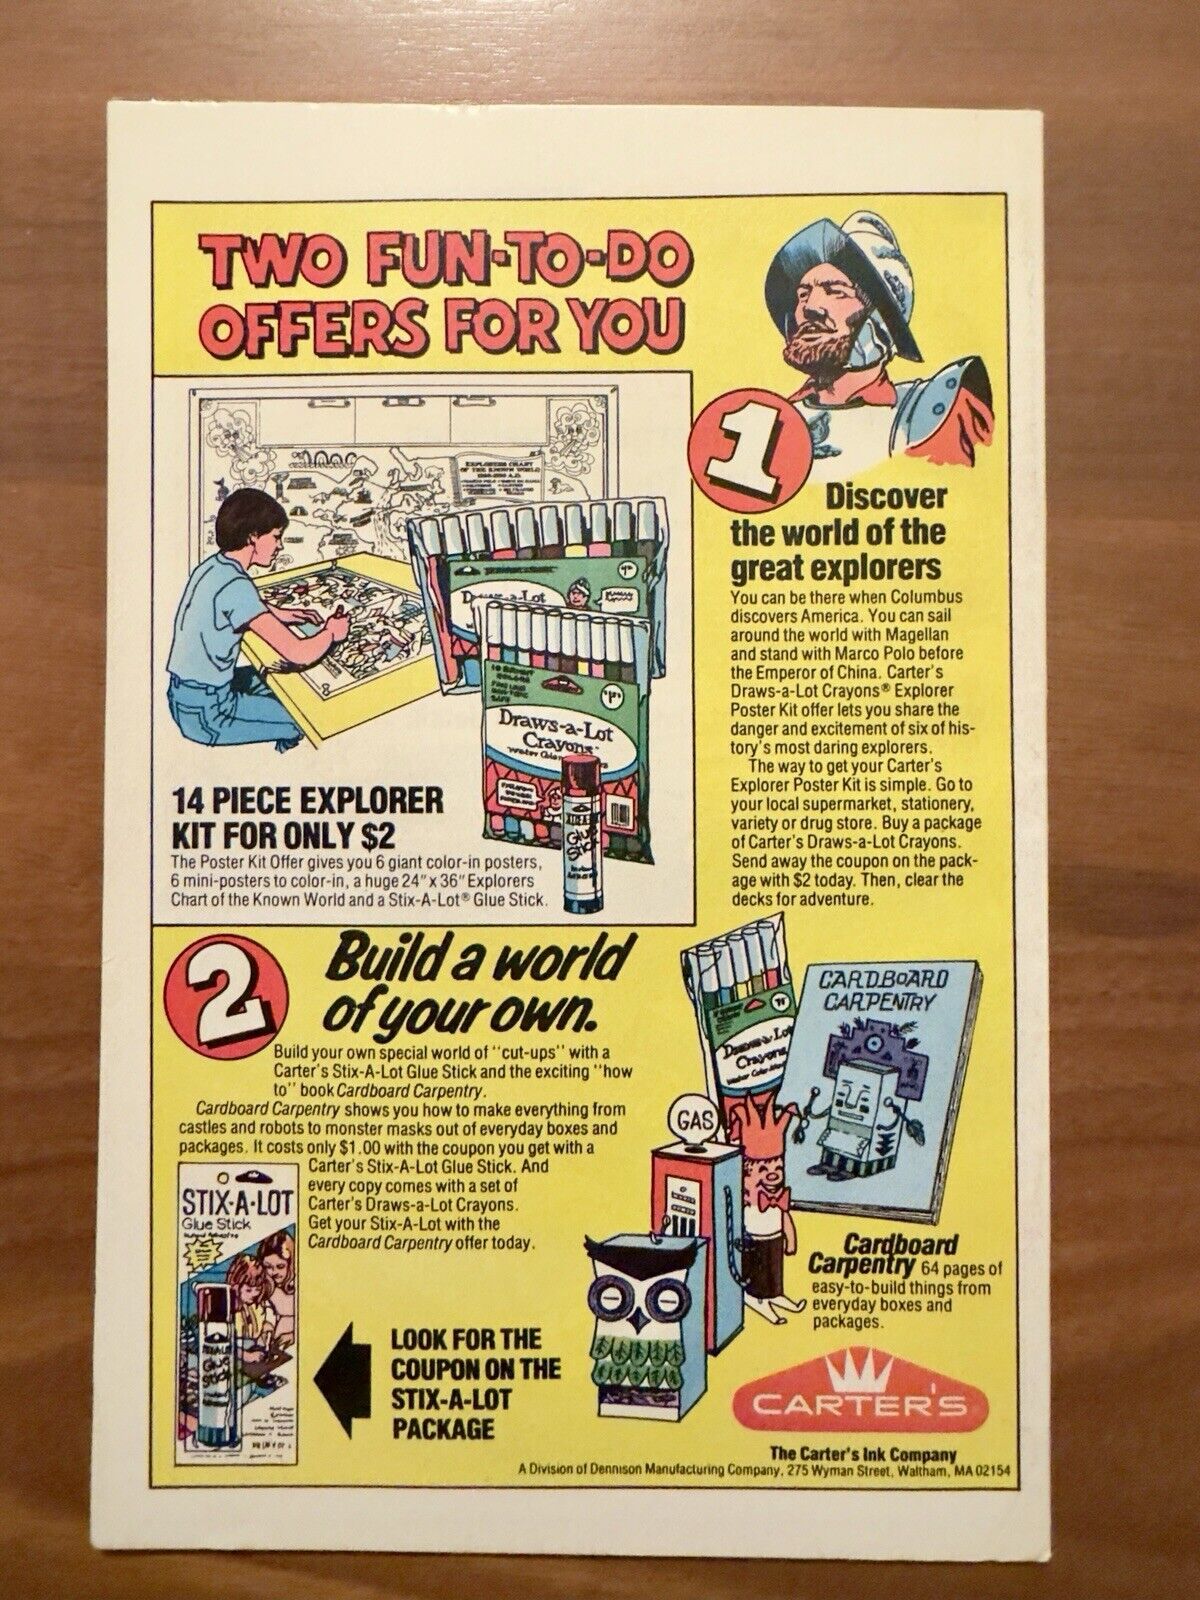 TWO FUN-TO-DO
OFFERS FOR YOU
EXPLORERS CHART
OF THE KNOWN WORLD
1
Discover
the world of the
great explorers
You can be there when Columbus
discovers America. You can sail
around the world with Magellan
and stand with Marco Polo before
the Emperor of China. Carter's
Draws-a-Lot Crayons® Explorer
Poster Kit offer lets you share the
danger and excitement of six of his-
tory's most daring explorers.
The way to get your Carter's
Explorer Poster Kit is simple. Go to
your local supermarket, stationery,
variety or drug store. Buy a package
of Carter's Draws-a-Lot Crayons.
Send away the coupon on the pack-
age with $2 today. Then, clear the
decks for adventure.
Draws-a-Lot
Crayons
Water Color
Glue
Stick
14 PIECE EXPLORER
KIT FOR ONLY $2
The Poster Kit Offer gives you 6 giant color-in posters,
6 mini-posters to color-in, a huge 24" x 36" Explorers
Chart of the Known World and a Stix-A-Lot® Glue Stick.
2
Build a world
of your own.
Build your own special world of "cut-ups" with a
Carter's Stix-A-Lot Glue Stick and the exciting "how
to" book Cardboard Carpentry.
Cardboard Carpentry shows you how to make everything from
castles and robots to monster masks out of everyday boxes and
packages. It costs only $1.00 with the coupon you get with a
Carter's Stix-A-Lot Glue Stick. And
every copy comes with a set of
Carter's Draws-a-Lot Crayons.
Get your Stix-A-Lot with the
Cardboard Carpentry offer today.
STIX-A-LOT
Glue Stick
Glue
Stick
LOOK FOR THE
COUPON ON THE
STIX-A-LOT
PACKAGE
Draws-a-Lot
Crayons
CARDBOARD
CARPENTRY
GAS
Cardboard
Carpentry 64 pages of
easy-to-build things from
everyday boxes and
packages.
CARTER'S
The Carter's Ink Company
A Division of Dennison Manufacturing Company, 275 Wyman Street, Waltham, MA 02154